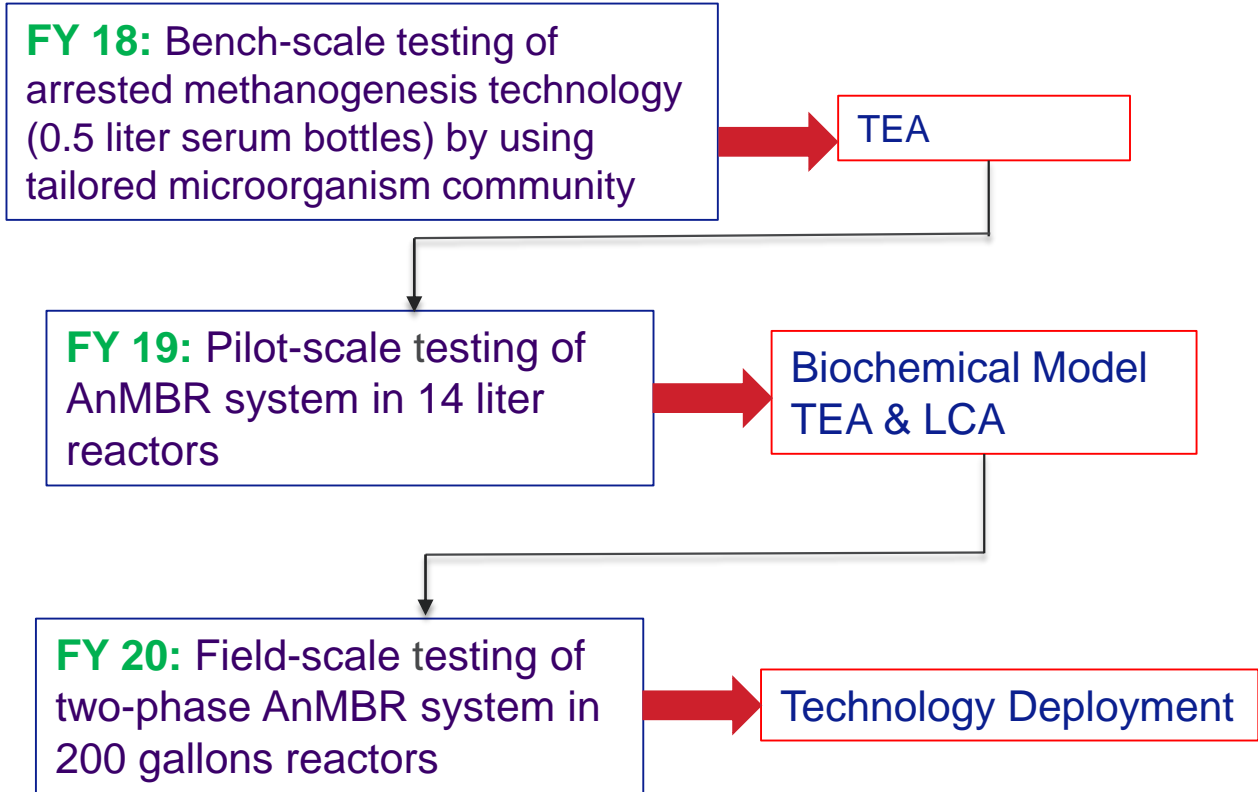 FY 18: Bench-scale testing of
arrested methanogenesis technology
(0.5 liter serum bottles) by using
tailored microorganism community
TEA
FY 19: Pilot-scale testing of
AnMBR system in 14 liter
reactors
Biochemical Model
TEA & LCA
FY 20: Field-scale testing of
two-phase AnMBR system in
200 gallons reactors
Technology Deployment